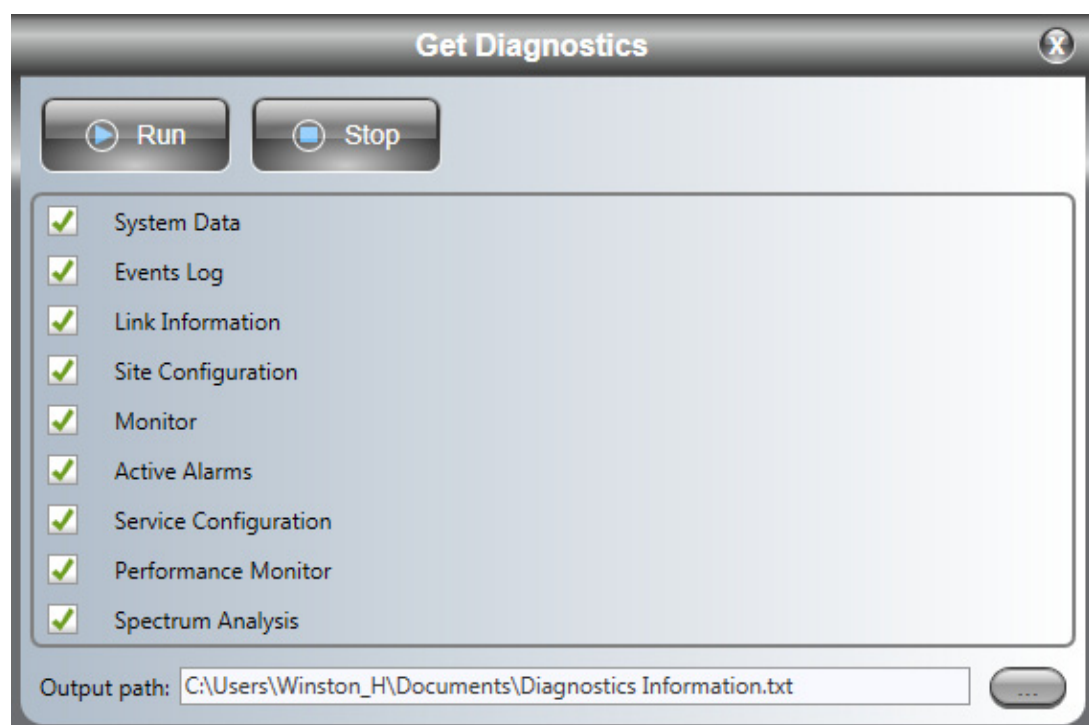 Get Diagnostics
X
Run
Stop
System Data
Events Log
Link Information
Site Configuration
Monitor
Active Alarms
Service Configuration
Performance Monitor
Spectrum Analysis
Output path: C:\Users\Winston_H\Documents\Diagnostics Information.txt
...